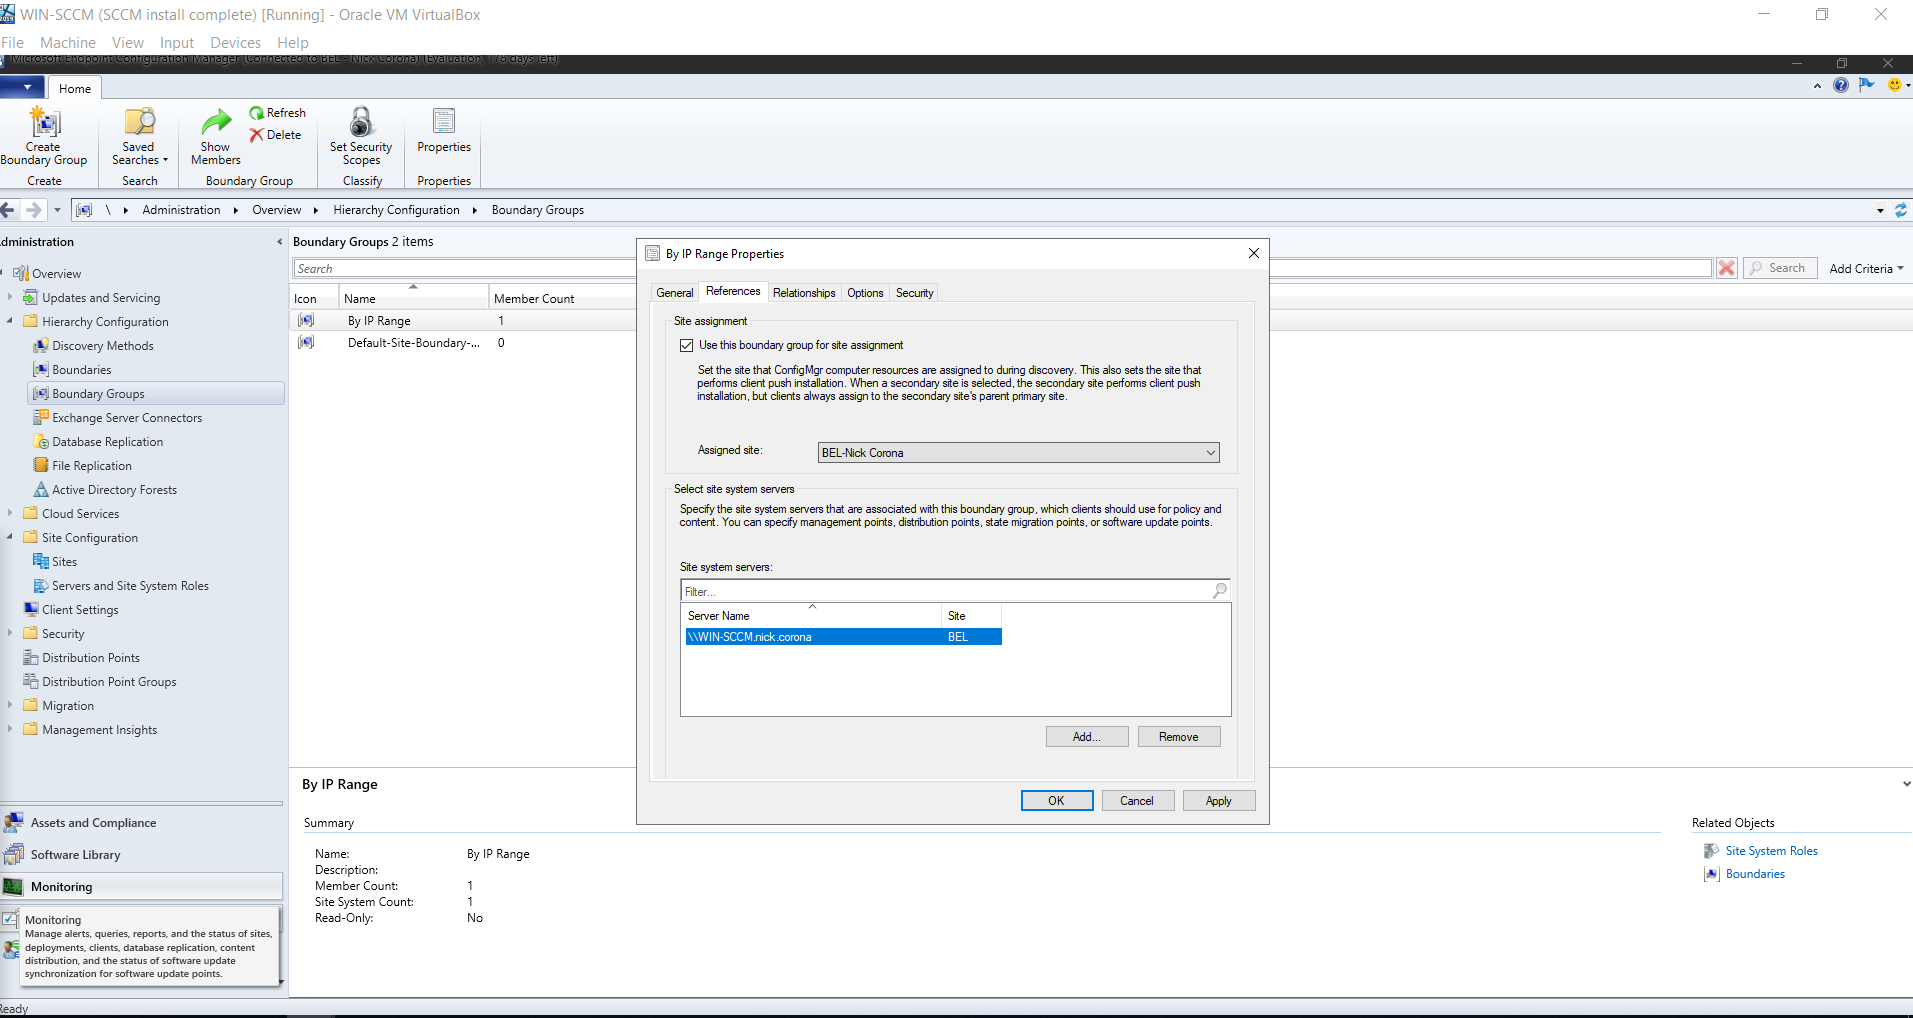 WIN-SCCM (SCCM install complete) [Running] - Oracle VM VirtualBox
File Machine View Input Devices Help
Microsoft Endpoint Configuration Manager (Connected to BEL - Nick Corona) (Evaluation, 178 days left)
Home
Create Boundary Group
Saved Searches
Show Members
Refresh
Delete
Set Security Scopes
Properties
Create
Search
Boundary Group
Classify
Properties
\ Administration Overview Hierarchy Configuration Boundary Groups
dministration
Overview
Updates and Servicing
Hierarchy Configuration
Discovery Methods
Boundaries
Boundary Groups
Exchange Server Connectors
Database Replication
File Replication
Active Directory Forests
Cloud Services
Site Configuration
Sites
Servers and Site System Roles
Client Settings
Security
Distribution Points
Distribution Point Groups
Migration
Management Insights
Assets and Compliance
Software Library
Monitoring
Monitoring
Manage alerts, queries, reports, and the status of sites,
deployments, clients, database replication, content
distribution, and the status of software update
synchronization for software update points.
Boundary Groups 2 items
Search
Search
Add Criteria
Icon Name Member Count
By IP Range 1
Default-Site-Boundary-... 0
By IP Range Properties
General References Relationships Options Security
Site assignment
Use this boundary group for site assignment
Set the site that ConfigMgr computer resources are assigned to during discovery. This also sets the site that
performs client push installation. When a secondary site is selected, the secondary site performs client push
installation, but clients always assign to the secondary site's parent primary site.
Assigned site: BEL-Nick Corona
Select site system servers
Specify the site system servers that are associated with this boundary group, which clients should use for policy and
content. You can specify management points, distribution points, state migration points, or software update points.
Site system servers:
Filter...
Server Name Site
\\WIN-SCCM.nick.corona BEL
Add... Remove
OK Cancel Apply
By IP Range
Summary
Name: By IP Range
Description:
Member Count: 1
Site System Count: 1
Read-Only: No
Related Objects
Site System Roles
Boundaries
Ready